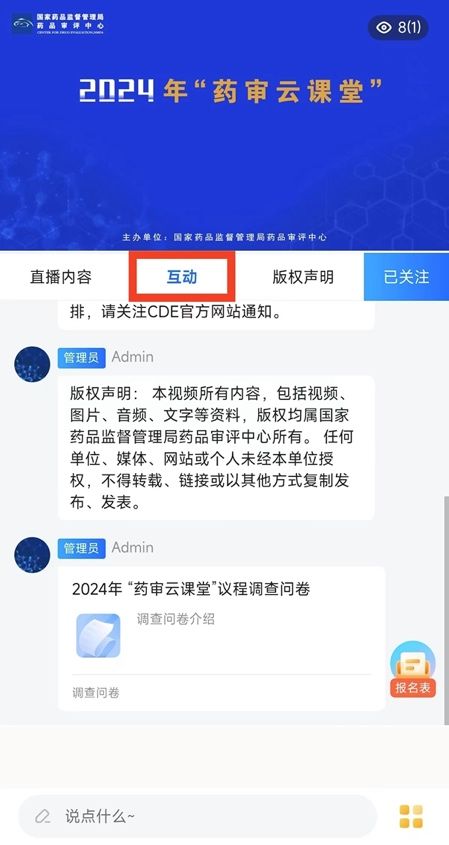 国家药品监督管理局
药品审评中心
CENTER FOR DRUG EVALUATION,NMPA
8(1)
2024年“药审云课堂”
主办单位：国家药品监督管理局药品审评中心
直播内容
互动
版权声明
已关注
排，请关注CDE官方网站通知。
管理员 Admin
版权声明： 本视频所有内容，包括视频、
图片、音频、文字等资料，版权均属国家
药品监督管理局药品审评中心所有。 任何
单位、媒体、网站或个人未经本单位授
权，不得转载、链接或以其他方式复制发
布、发表。
管理员 Admin
2024年 “药审云课堂”议程调查问卷
调查问卷介绍
调查问卷
报名表
说点什么~